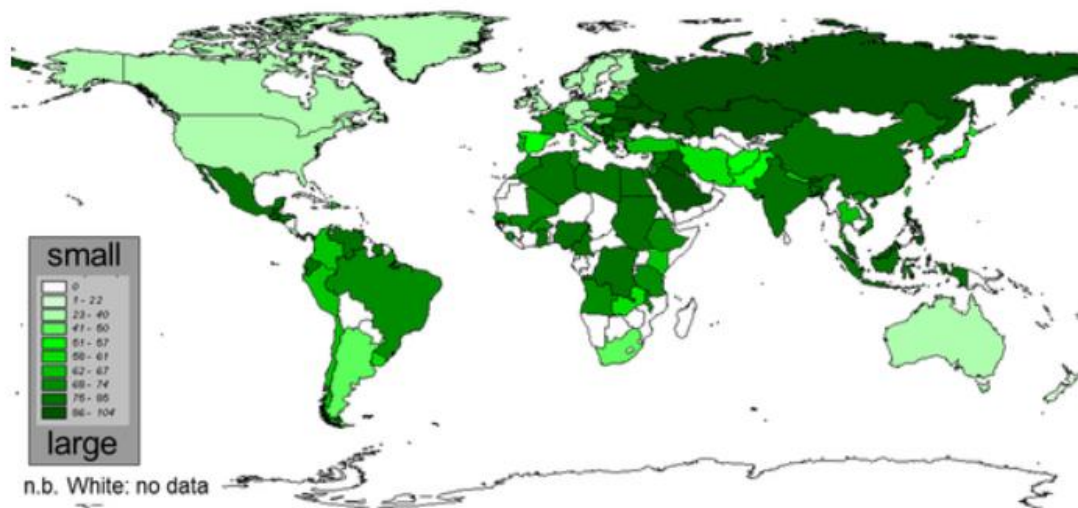 small
0
1 - 22
23 - 40
41 - 50
51 - 57
58 - 61
62 - 67
68 - 74
75 - 85
86 - 104
large
n.b. White: no data